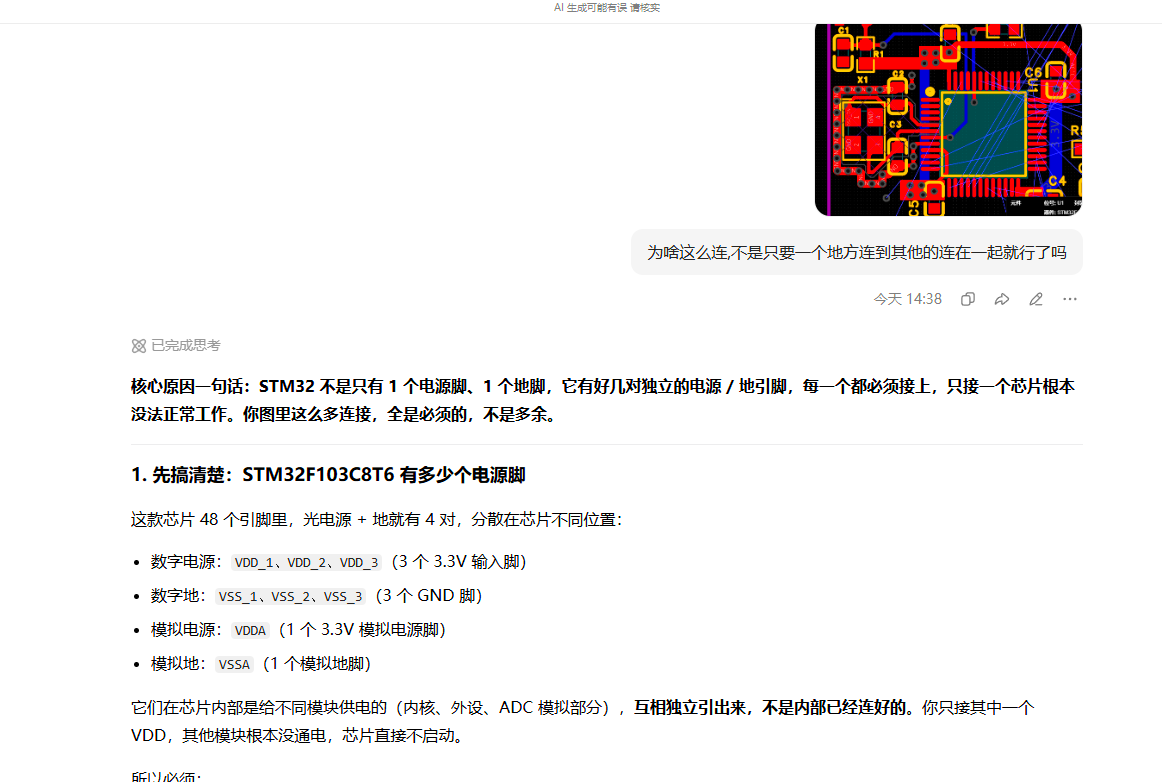 AI 生成可能有误 请核实
C1
R1
X1
C2
C3
C6
U1
3.3V
C4
C5
元件
位号: U1
为啥这么连,不是只要一个地方连到其他的连在一起就行了吗
今天 14:38
已完成思考
核心原因一句话：STM32 不是只有 1 个电源脚、1 个地脚，它有好几对独立的电源 / 地引脚，每一个都必须接上，只接一个芯片根本
没法正常工作。你图里这么多连接，全是必须的，不是多余。
1. 先搞清楚：STM32F103C8T6 有多少个电源脚
这款芯片 48 个引脚里，光电源 + 地就有 4 对，分散在芯片不同位置：
• 数字电源：VDD_1、VDD_2、VDD_3（3 个 3.3V 输入脚）
• 数字地：VSS_1、VSS_2、VSS_3（3 个 GND 脚）
• 模拟电源：VDDA（1 个 3.3V 模拟电源脚）
• 模拟地：VSSA（1 个模拟地脚）
它们在芯片内部是给不同模块供电的（内核、外设、ADC 模拟部分），互相独立引出来，不是内部已经连好的。你只接其中一个
VDD，其他模块根本没通电，芯片直接不启动。
所以必须：